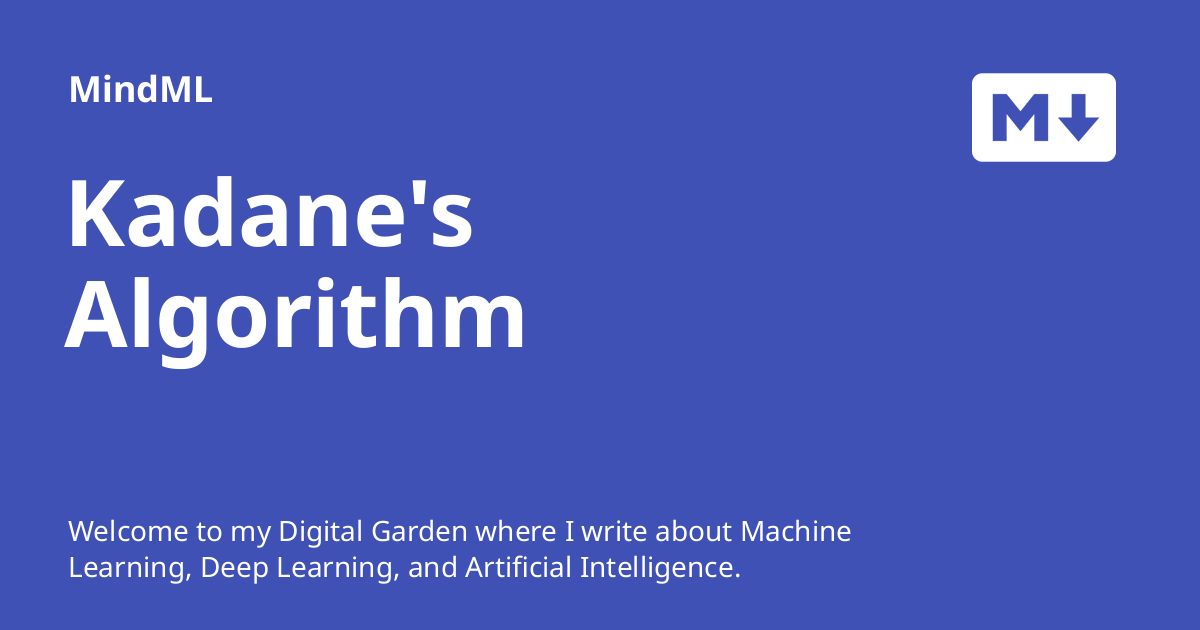 MindML
M
Kadane's
Algorithm
Welcome to my Digital Garden where I write about Machine
Learning, Deep Learning, and Artificial Intelligence.